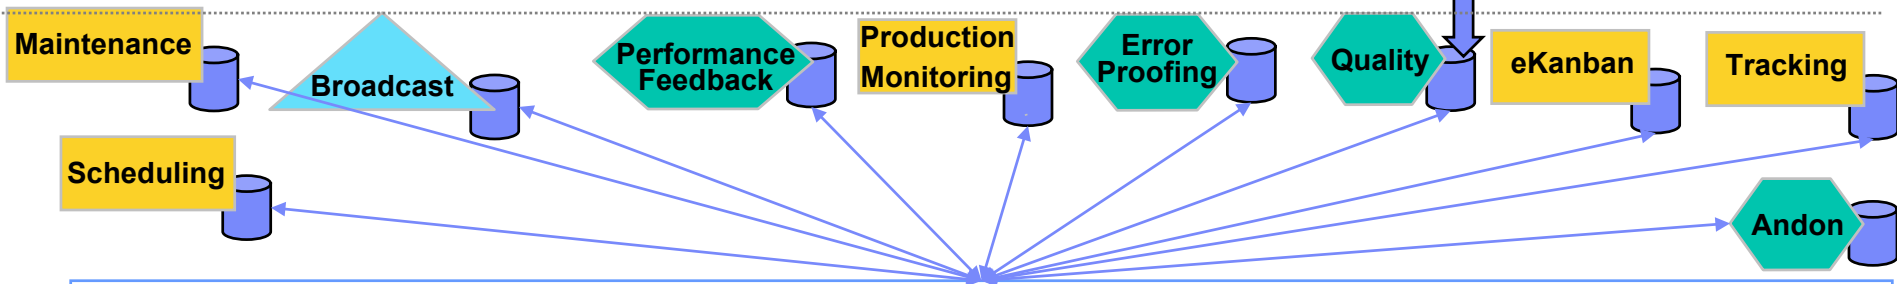 Maintenance
Broadcast
Performance
Feedback
Production
Monitoring
Error
Proofing
Quality
eKanban
Tracking
Scheduling
Andon